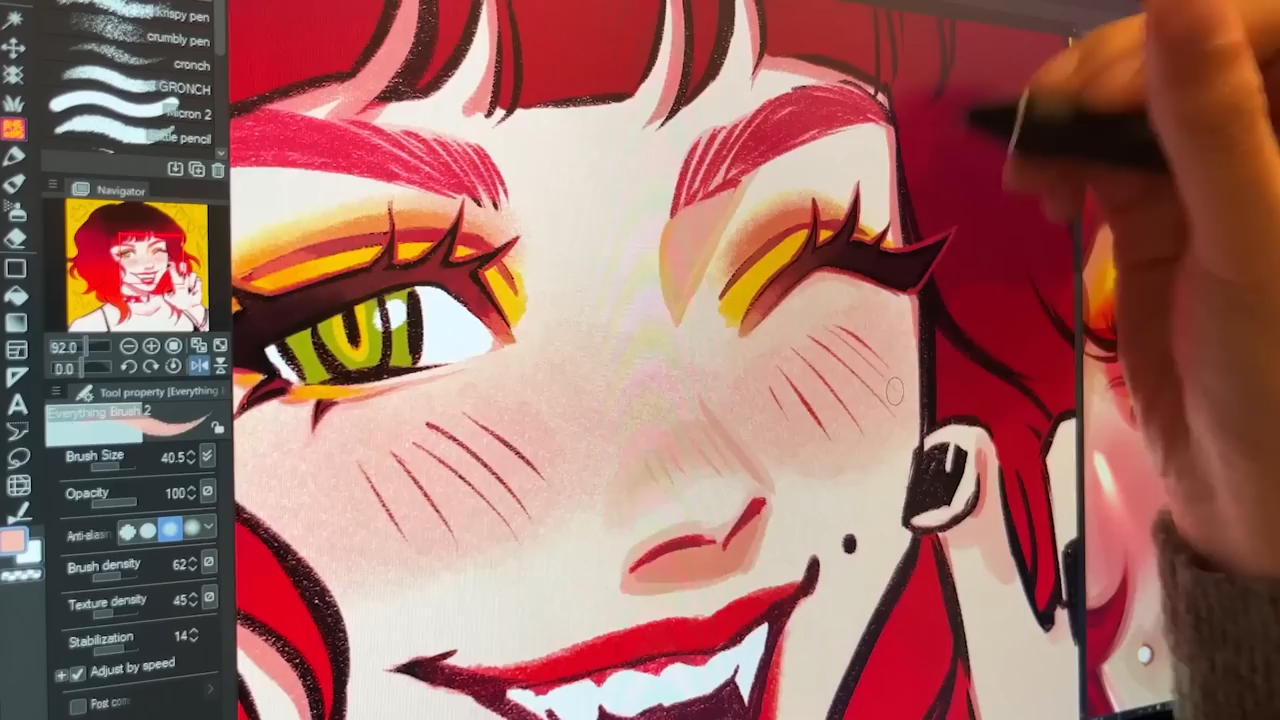 krispy pen
crumbly pen
cronch
GRONCH
Micron 2
pencil
Navigator
92.0
0.0
Tool property [Everything
Everything Brush 2
Brush Size 40.5
Opacity 100
Anti-alias
Brush density 62
Texture density 45
Stabilization 14
Adjust by speed
Post